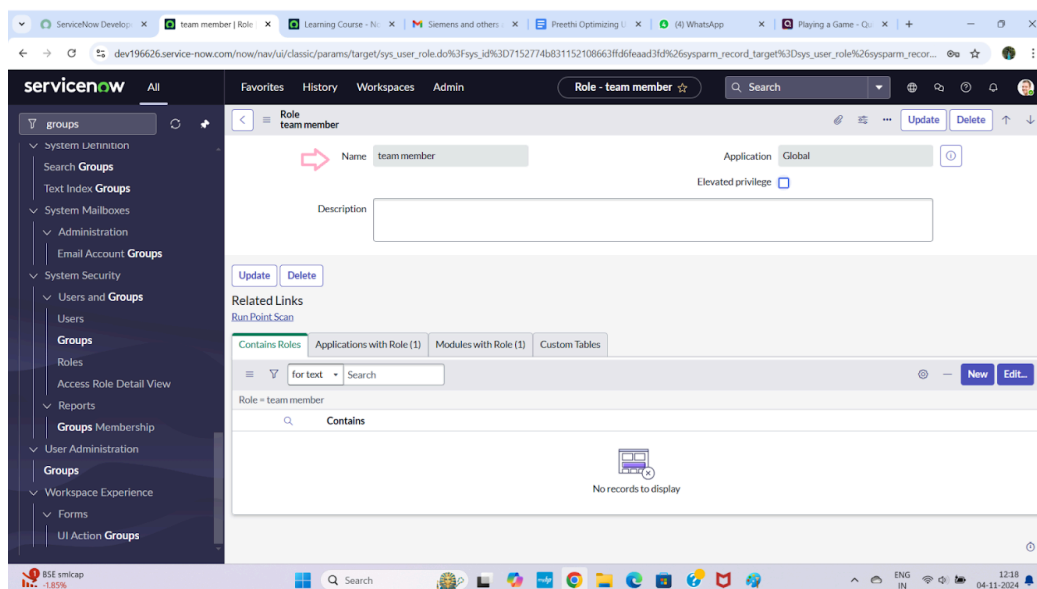 ServiceNow Develop
team member | Role
Learning Course - No
Siemens and others
Preethi Optimizing U
(4) WhatsApp
Playing a Game - Qu
dev196626.service-now.com/now/nav/ui/classic/params/target/sys_user_role.do%3Fsys_id%3D7152774b831152108663ffd6feaad3fd%26sysparm_record_target%3Dsys_user_role%26sysparm_recor...
servicenow All Favorites History Workspaces Admin Role - team member Search
groups
System Definition
Search Groups
Text Index Groups
System Mailboxes
Administration
Email Account Groups
System Security
Users and Groups
Users
Groups
Roles
Access Role Detail View
Reports
Groups Membership
User Administration
Groups
Workspace Experience
Forms
UI Action Groups
Role
team member
Update Delete
Name team member Application Global
Elevated privilege
Description
Update Delete
Related Links
Run Point Scan
Contains Roles Applications with Role (1) Modules with Role (1) Custom Tables
for text Search New Edit...
Role = team member
Contains
No records to display
BSE smlcap
-1.85%
Search
ENG
IN
12:18
04-11-2024